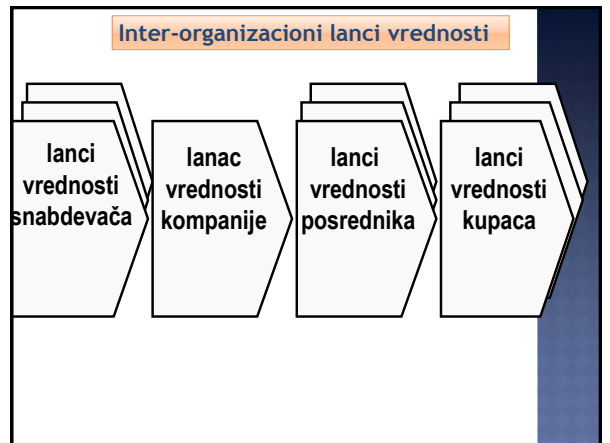 Inter-organizacioni lanci vrednosti
lanci
vrednosti
snabdevača
lanac
vrednosti
kompanije
lanci
vrednosti
posrednika
lanci
vrednosti
kupaca